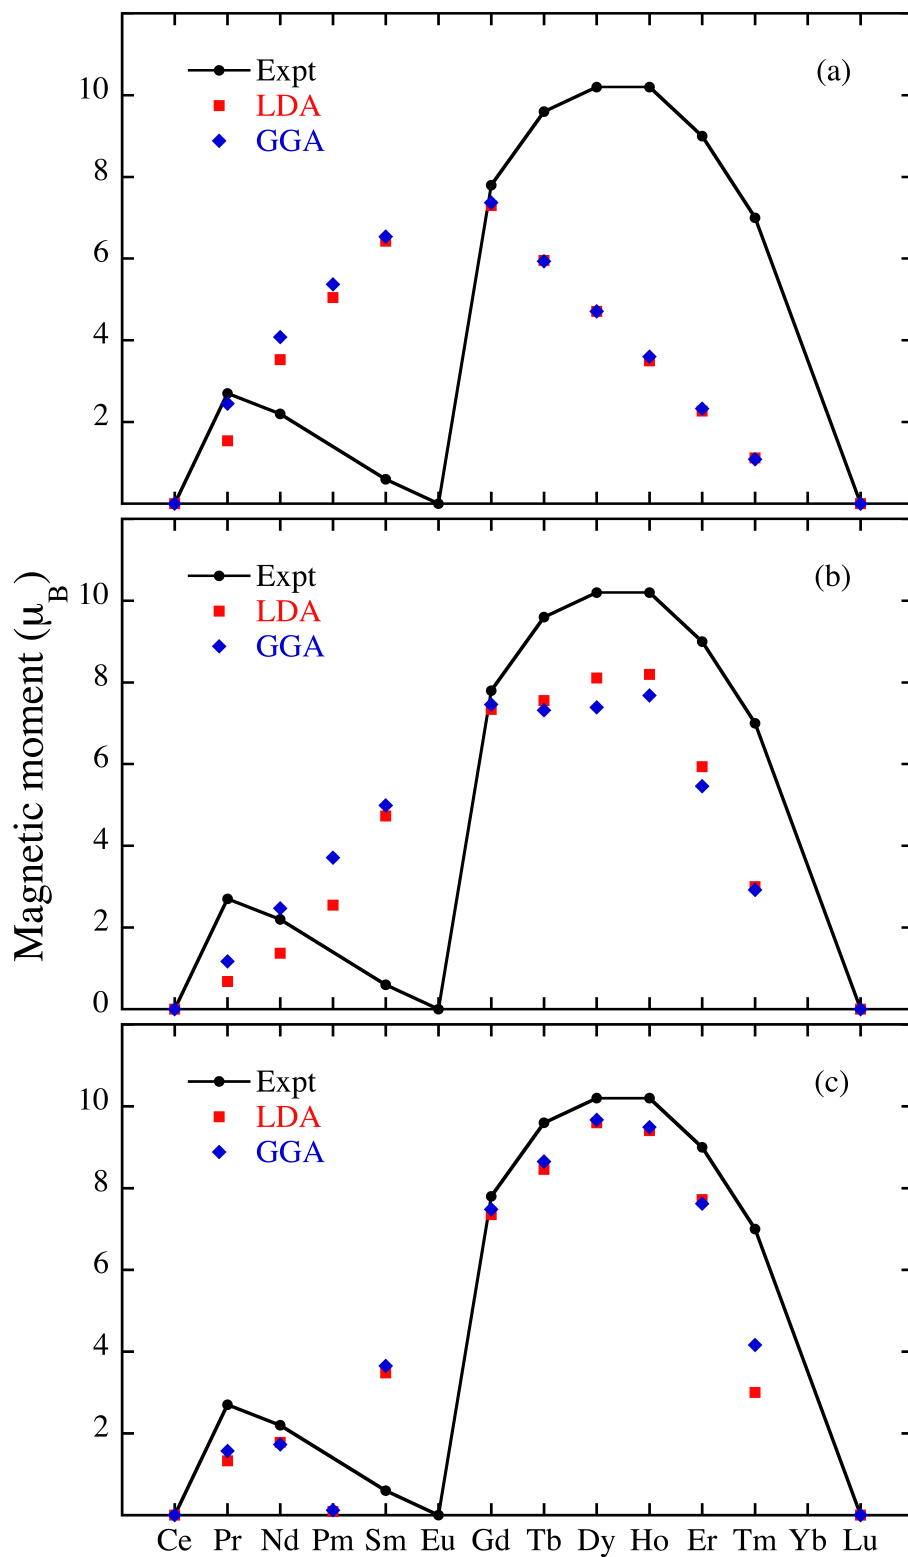 (a)
Expt
LDA
GGA
10
8
6
4
2
Magnetic moment (μB)
(b)
Expt
LDA
GGA
10
8
6
4
2
0
(c)
Expt
LDA
GGA
10
8
6
4
2
Ce Pr Nd Pm Sm Eu Gd Tb Dy Ho Er Tm Yb Lu